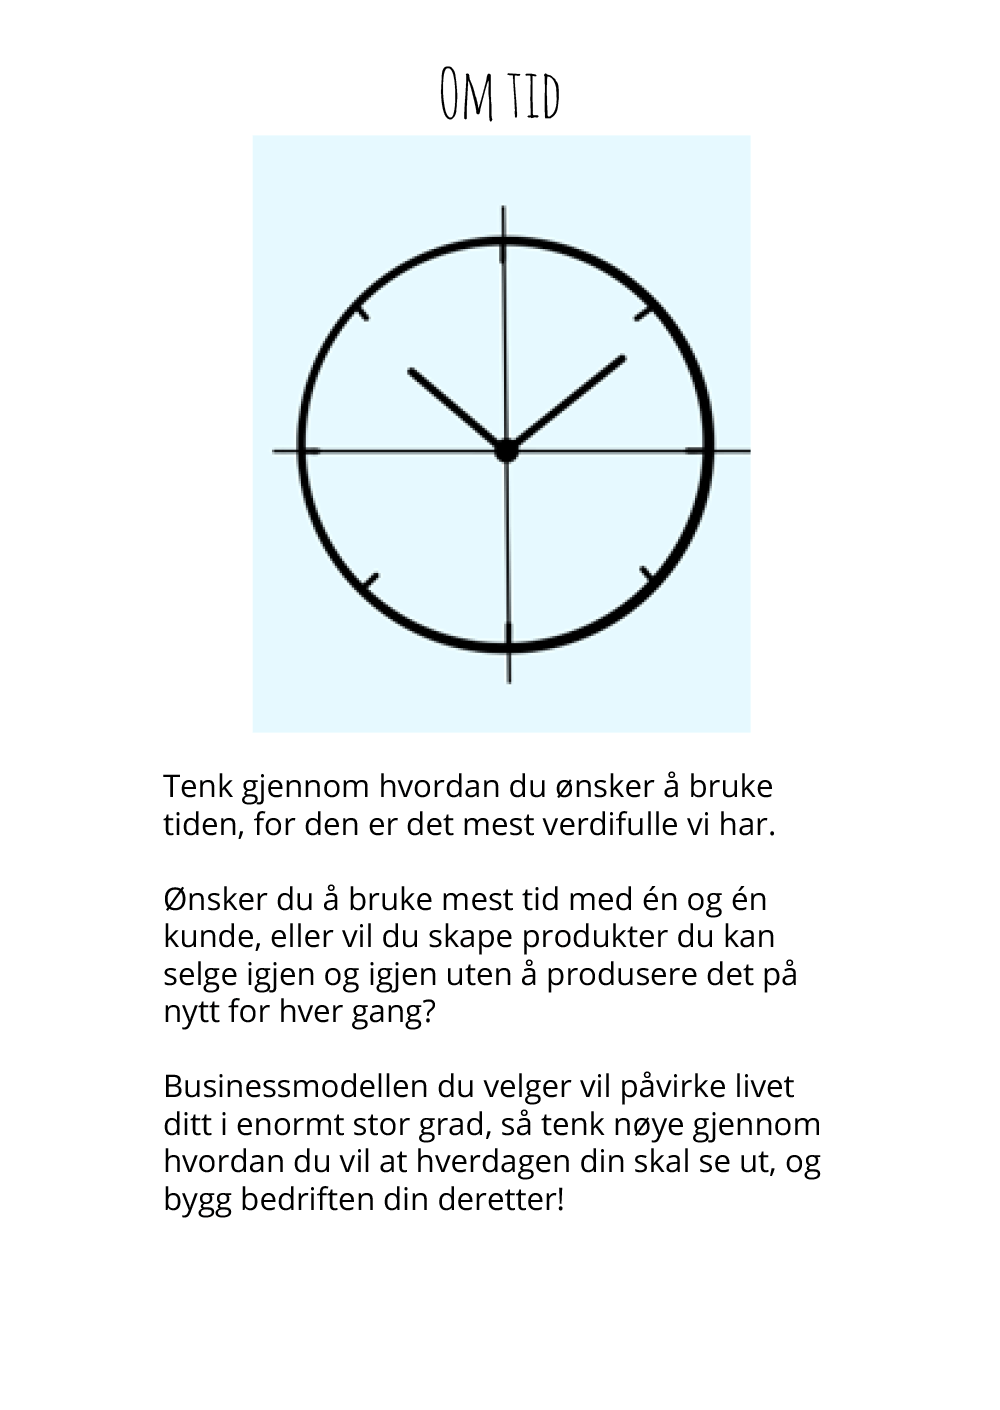 Om tid
Tenk gjennom hvordan du ønsker å bruke
tiden, for den er det mest verdifulle vi har.
Ønsker du å bruke mest tid med én og én
kunde, eller vil du skape produkter du kan
selge igjen og igjen uten å produsere det på
nytt for hver gang?
Businessmodellen du velger vil påvirke livet
ditt i enormt stor grad, så tenk nøye gjennom
hvordan du vil at hverdagen din skal se ut, og
bygg bedriften din deretter!